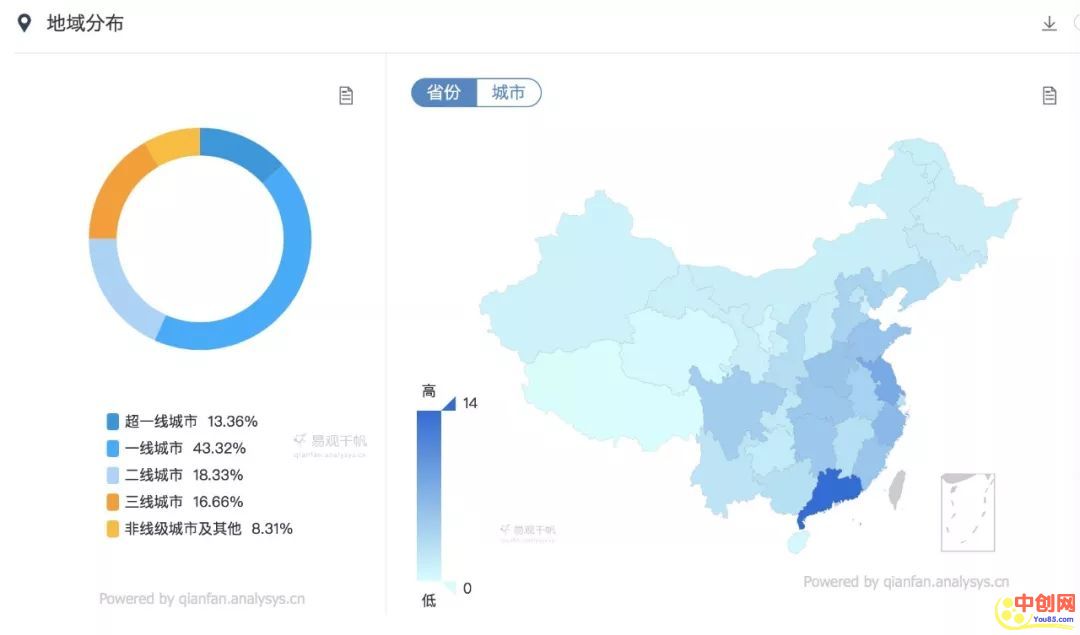 地域分布
省份 城市
超一线城市 13.36%
一线城市 43.32%
二线城市 18.33%
三线城市 16.66%
非线级城市及其他 8.31%
易观千帆
qianfan.analysys.cn
Powered by qianfan.analysys.cn
高
14
0
低
易观千帆
Powered by qianfan.analysys.cn
中创网
You85.com